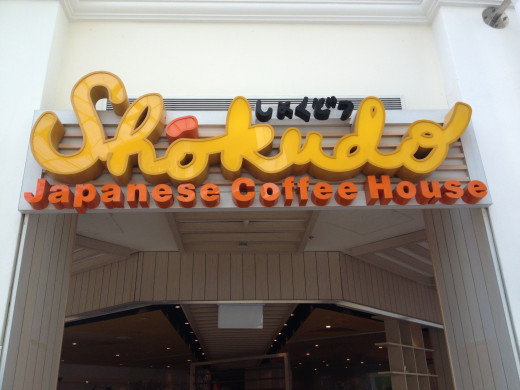 しょくどう
Shokudo
Japanese Coffee House